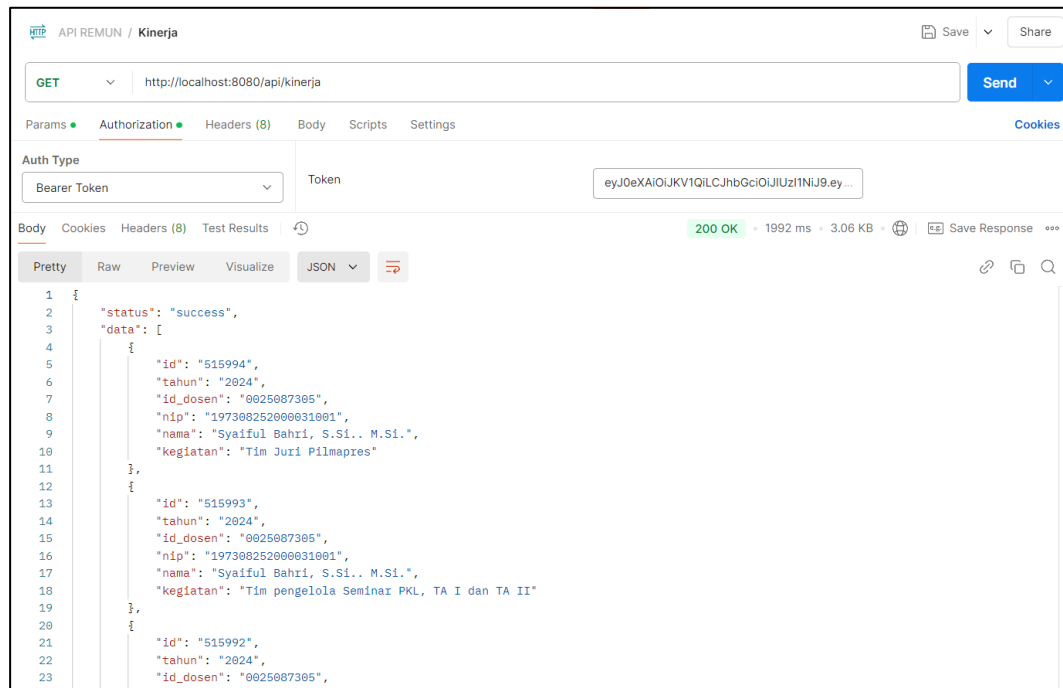 HTTP API REMUN / Kinerja Save Share
GET http://localhost:8080/api/kinerja Send
Params Authorization Headers (8) Body Scripts Settings Cookies
Auth Type
Bearer Token
Token
eyJ0eXAiOiJKV1QiLCJhbGciOiJIUzI1NiJ9.ey...
Body Cookies Headers (8) Test Results 200 OK 1992 ms 3.06 KB e.g. Save Response
Pretty Raw Preview Visualize JSON
1 {
2 "status": "success",
3 "data": [
4 {
5 "id": "515994",
6 "tahun": "2024",
7 "id_dosen": "0025087305",
8 "nip": "197308252000031001",
9 "nama": "Syaiful Bahri, S.Si.. M.Si.",
10 "kegiatan": "Tim Juri Pilmapres"
11 },
12 {
13 "id": "515993",
14 "tahun": "2024",
15 "id_dosen": "0025087305",
16 "nip": "197308252000031001",
17 "nama": "Syaiful Bahri, S.Si.. M.Si.",
18 "kegiatan": "Tim pengelola Seminar PKL, TA I dan TA II"
19 },
20 {
21 "id": "515992",
22 "tahun": "2024",
23 "id_dosen": "0025087305",